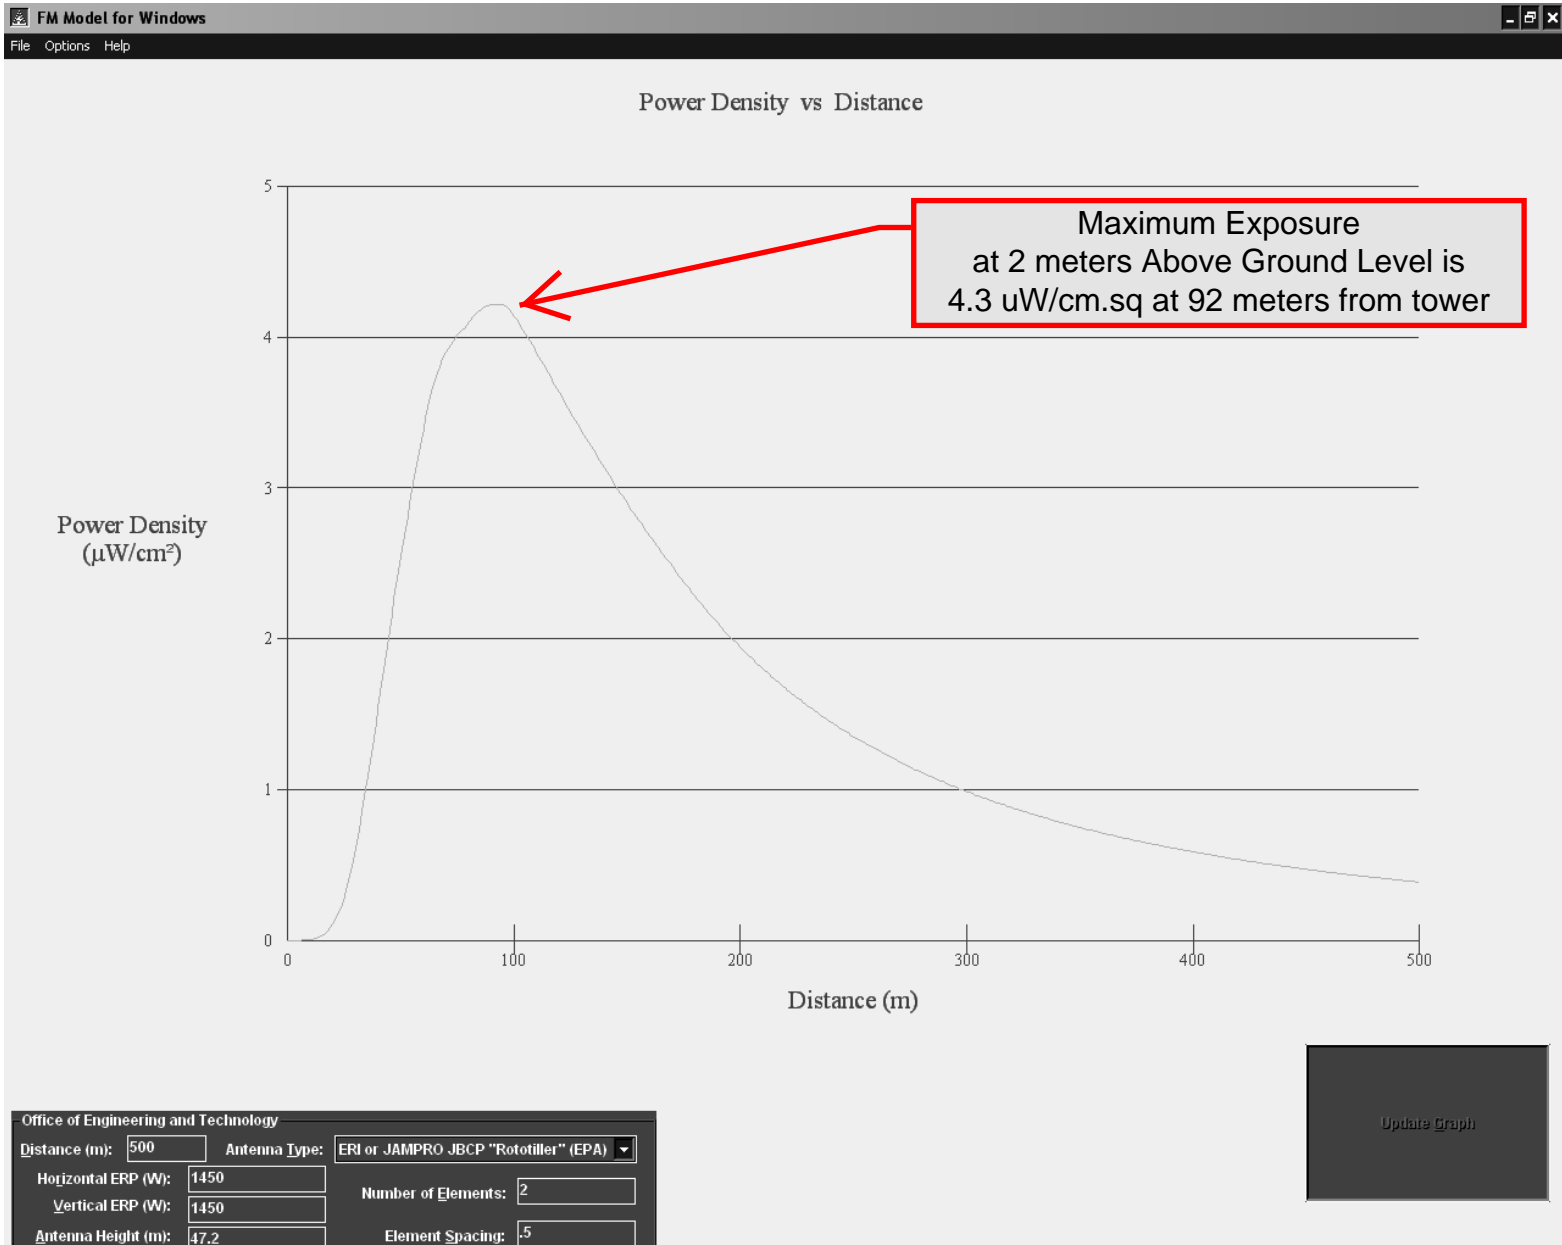 FM Model for Windows
File Options Help
Power Density vs Distance
5
4
3
2
1
0
Maximum Exposure
at 2 meters Above Ground Level is
4.3 uW/cm.sq at 92 meters from tower
Power Density
(µW/cm²)
0 100 200 300 400 500
Distance (m)
Update Graph
Office of Engineering and Technology
Distance (m): 500 Antenna Type: ERI or JAMPRO JBCP "Rototiller" (EPA)
Horizontal ERP (W): 1450
Number of Elements: 2
Vertical ERP (W): 1450
Antenna Height (m): 47.2 Element Spacing: .5